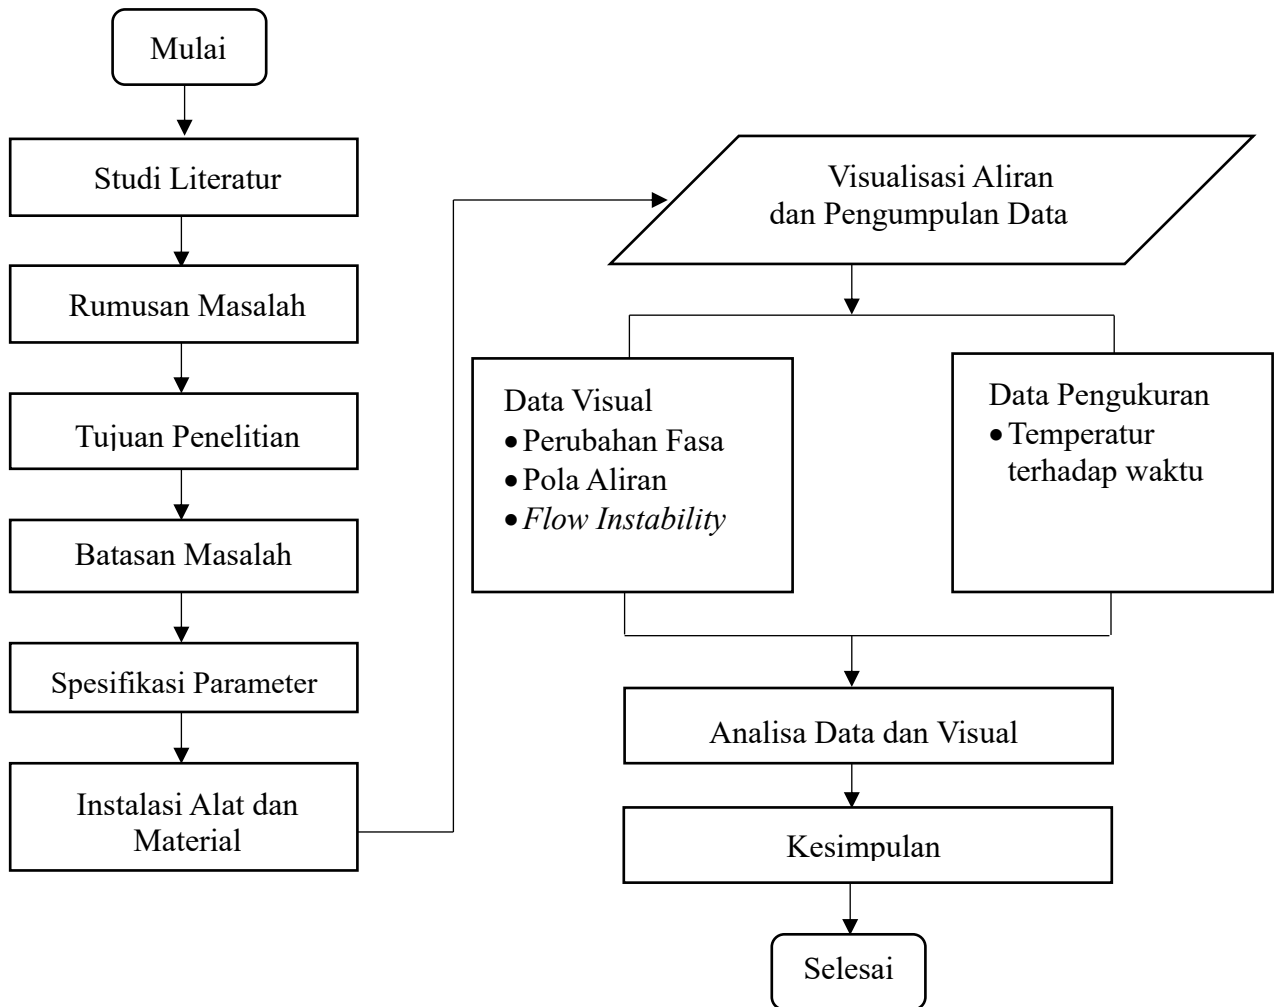 Mulai
Studi Literatur
Rumusan Masalah
Tujuan Penelitian
Batasan Masalah
Spesifikasi Parameter
Instalasi Alat dan
Material
Visualisasi Aliran
dan Pengumpulan Data
Data Visual
• Perubahan Fasa
• Pola Aliran
• Flow Instability
Data Pengukuran
• Temperatur
terhadap waktu
Analisa Data dan Visual
Kesimpulan
Selesai